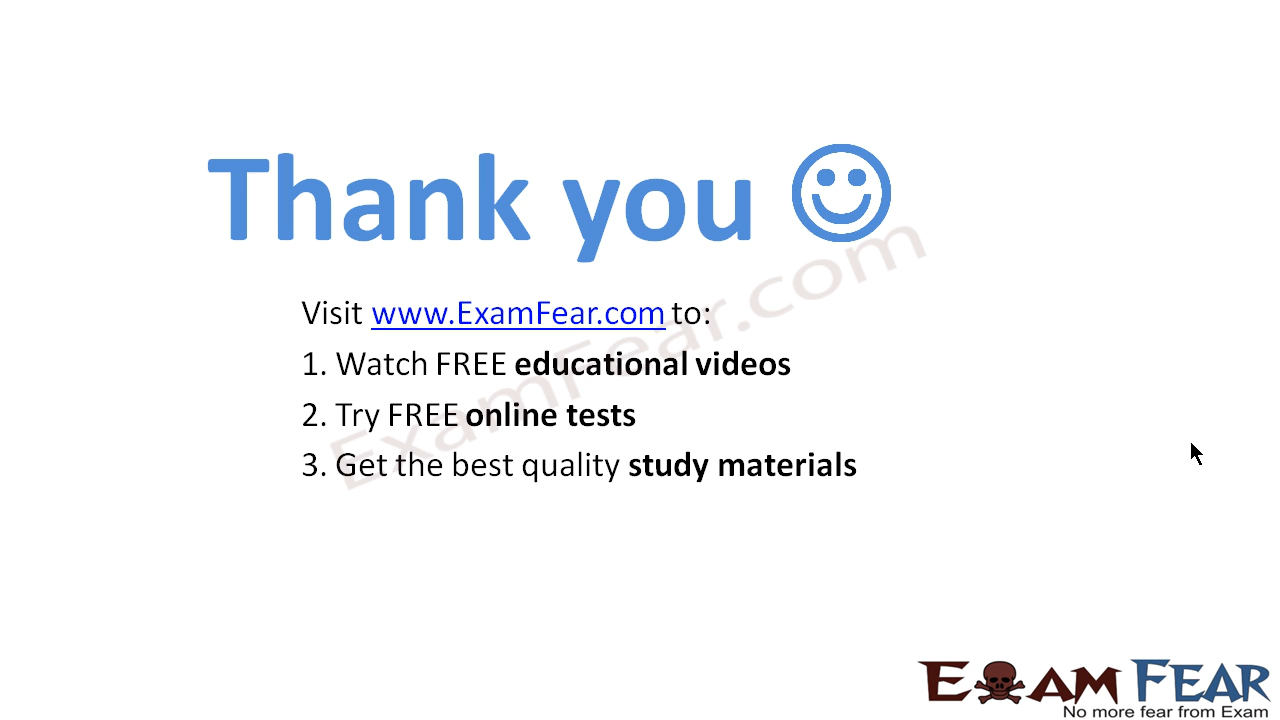 Thank you
Visit www.ExamFear.com to:
1. Watch FREE educational videos
2. Try FREE online tests
3. Get the best quality study materials
ExamFear.com
EXAM FEAR
No more fear from Exam